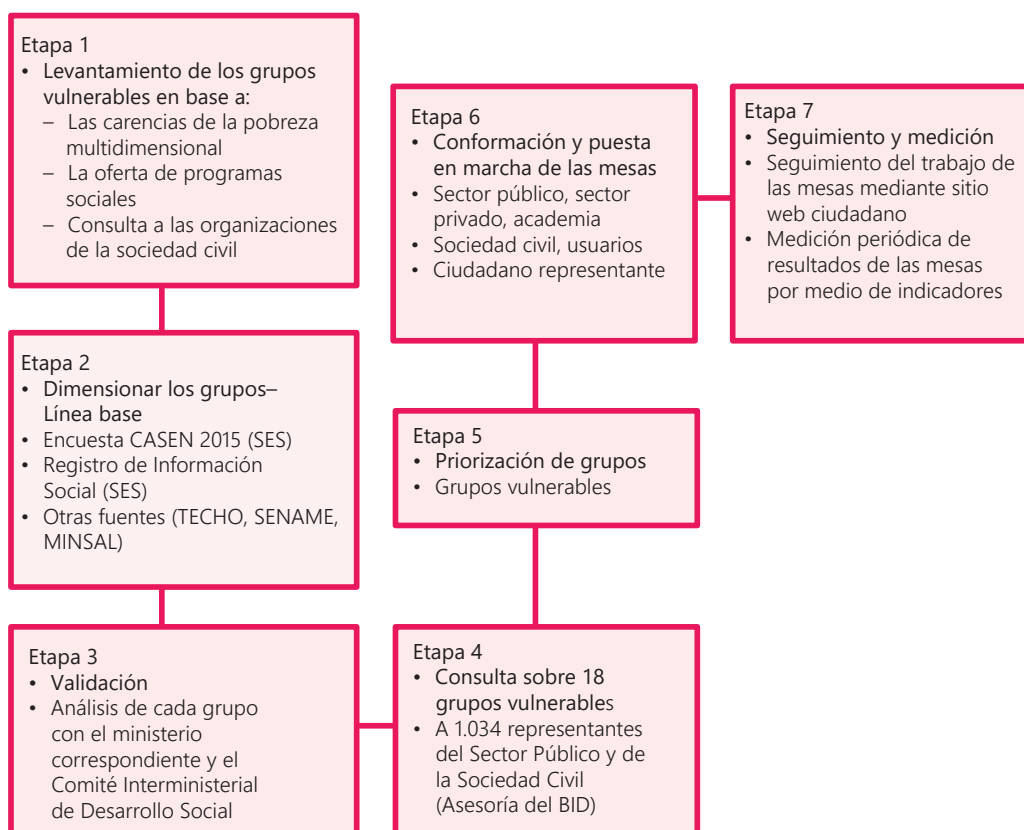 Etapa 1
• Levantamiento de los grupos
vulnerables en base a:
– Las carencias de la pobreza
multidimensional
– La oferta de programas
sociales
– Consulta a las organizaciones
de la sociedad civil
Etapa 2
• Dimensionar los grupos–
Línea base
• Encuesta CASEN 2015 (SES)
• Registro de Información
Social (SES)
• Otras fuentes (TECHO, SENAME,
MINSAL)
Etapa 3
• Validación
• Análisis de cada grupo
con el ministerio
correspondiente y el
Comité Interministerial
de Desarrollo Social
Etapa 4
• Consulta sobre 18
grupos vulnerables
• A 1.034 representantes
del Sector Público y de
la Sociedad Civil
(Asesoría del BID)
Etapa 5
• Priorización de grupos
• Grupos vulnerables
Etapa 6
• Conformación y puesta
en marcha de las mesas
• Sector público, sector
privado, academia
• Sociedad civil, usuarios
• Ciudadano representante
Etapa 7
• Seguimiento y medición
• Seguimiento del trabajo de
las mesas mediante sitio
web ciudadano
• Medición periódica de
resultados de las mesas
por medio de indicadores